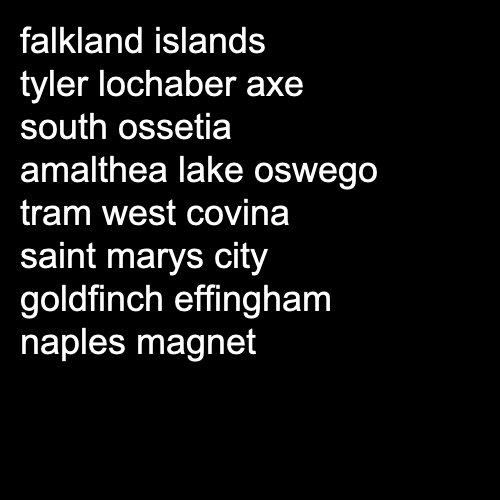 falkland islands
tyler lochaber axe
south ossetia
amalthea lake oswego
tram west covina
saint marys city
goldfinch effingham
naples magnet